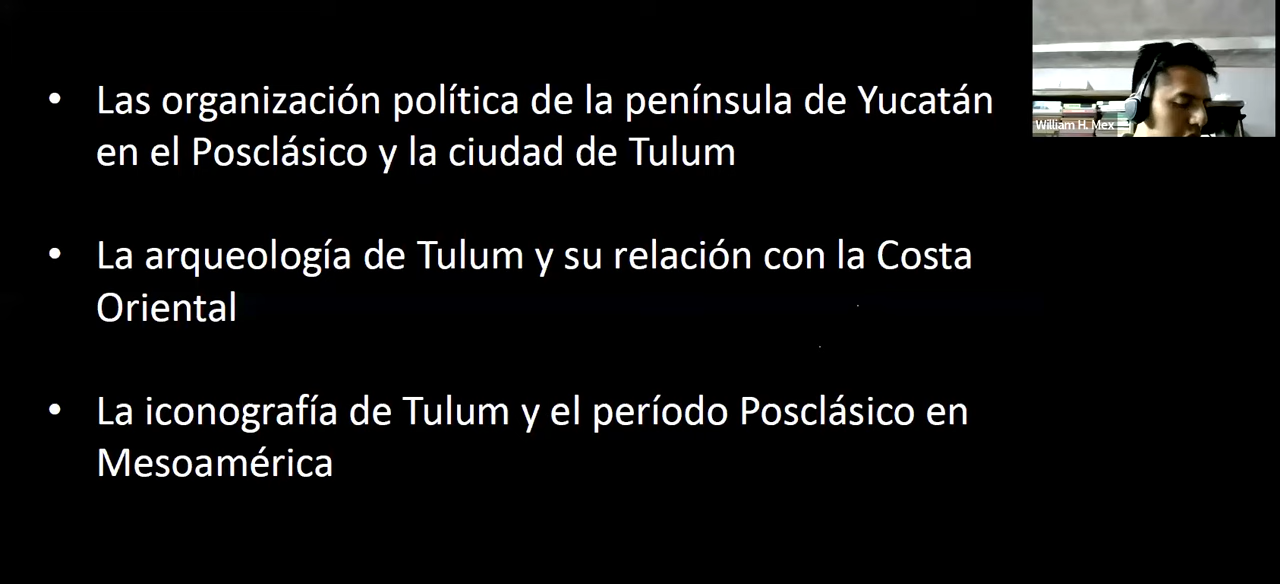 • Las organización política de la península de Yucatán
en el Posclásico y la ciudad de Tulum
• La arqueología de Tulum y su relación con la Costa
Oriental
• La iconografía de Tulum y el período Posclásico en
Mesoamérica
William H. Mex